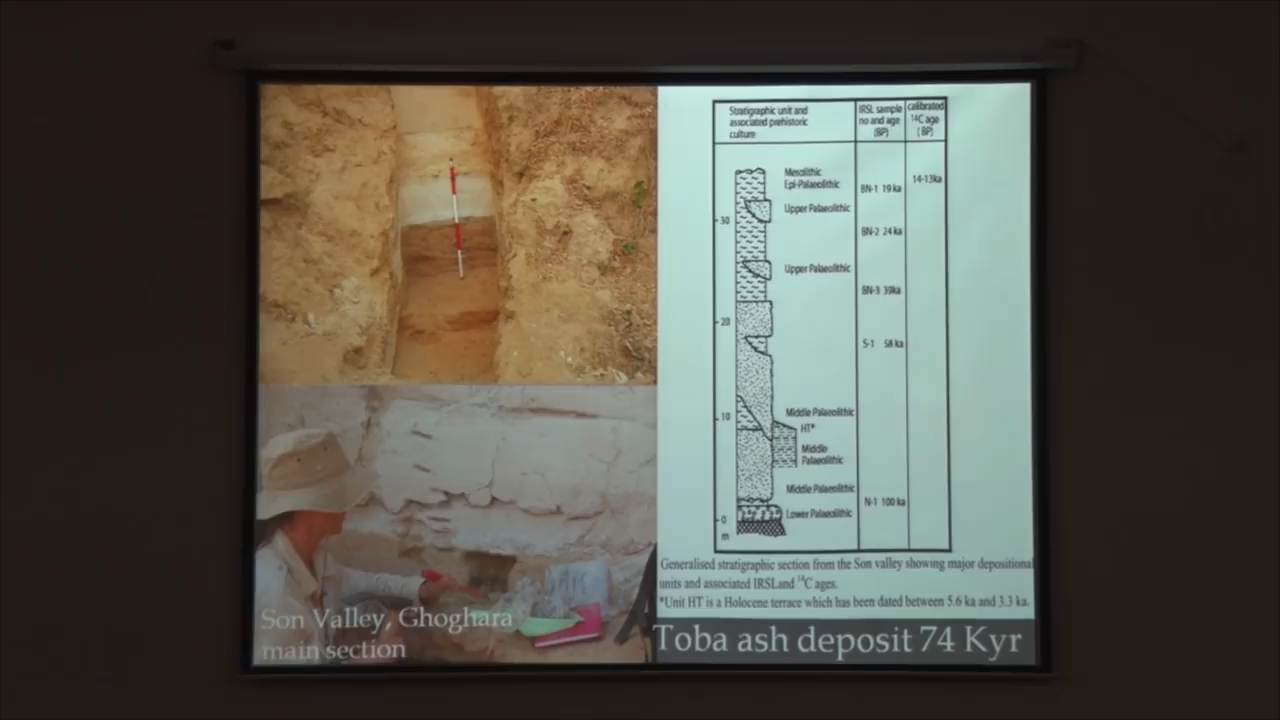 Stratigraphic unit and
associated prehistoric
culture
IRSL sample
no and age
(BP)
calibrated
14C age
( BP)
Mesolithic
Epi-Palaeolithic
BN-1 19 ka
14-13ka
Upper Palaeolithic
30
BN-2 24 ka
Upper Palaeolithic
BN-3 39ka
20
S-1 58 ka
10
Middle Palaeolithic
HT*
Middle
Palaeolithic
Middle Palaeolithic
N-1 100 ka
Lower Palaeolithic
0
m
Generalised stratigraphic section from the Son valley showing major depositional
units and associated IRSLand 14C ages.
*Unit HT is a Holocene terrace which has been dated between 5.6 ka and 3.3 ka.
Son Valley, Ghoghara
main section
Toba ash deposit 74 Kyr